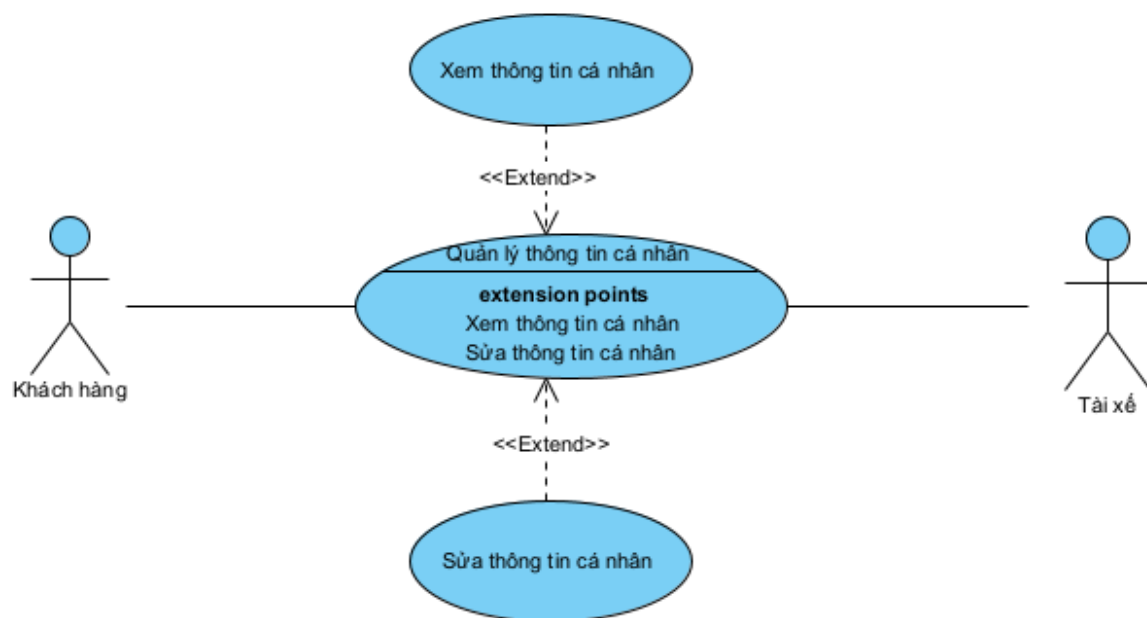 Xem thông tin cá nhân
<<Extend>>
Quản lý thông tin cá nhân
extension points
Xem thông tin cá nhân
Sửa thông tin cá nhân
Khách hàng
Tài xế
<<Extend>>
Sửa thông tin cá nhân